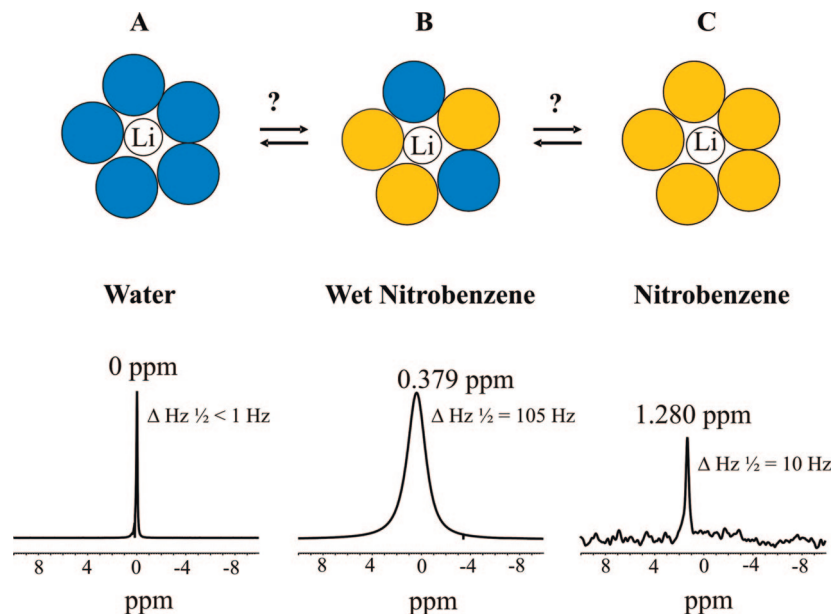 A B C
? ?
Li Li Li
Water Wet Nitrobenzene Nitrobenzene
0 ppm 0.379 ppm 1.280 ppm
Δ Hz ½ < 1 Hz Δ Hz ½ = 105 Hz Δ Hz ½ = 10 Hz
8 4 0 -4 -8 8 4 0 -4 -8 8 4 0 -4 -8
ppm ppm ppm